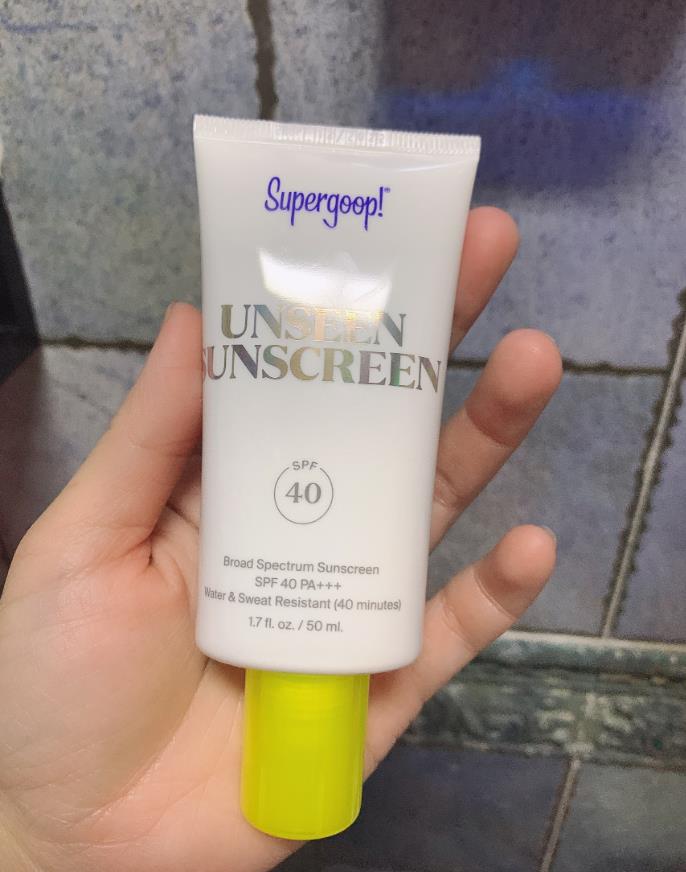 Supergoop!®
UNSEEN
SUNSCREEN
SPF
40
Broad Spectrum Sunscreen
SPF 40 PA+++
Water & Sweat Resistant (40 minutes)
1.7 fl. oz. / 50 ml.